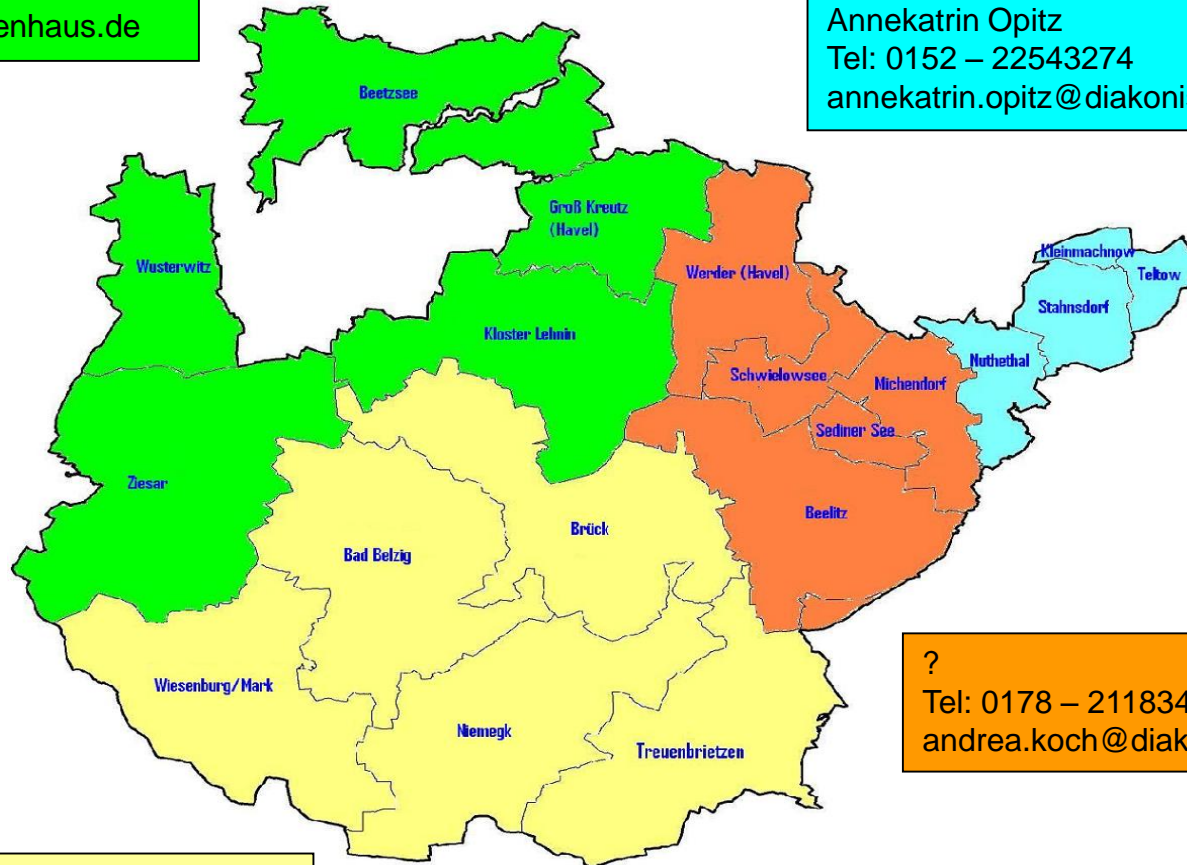 enhaus.de
Annekatrin Opitz
Tel: 0152 – 22543274
annekatrin.opitz@diakoni
Beetzsee
Groß Kreutz
(Havel)
Wusterwitz
Werder (Havel)
Kleinmachnow
Teltow
Stahnsdorf
Kloster Lehnin
Nuthethal
Schwielowsee
Michendorf
Sediner See
Ziesar
Beelitz
Brück
Bad Belzig
Wiesenburg/Mark
Niemegk
Treuenbrietzen
?
Tel: 0178 – 211834
andrea.koch@diak